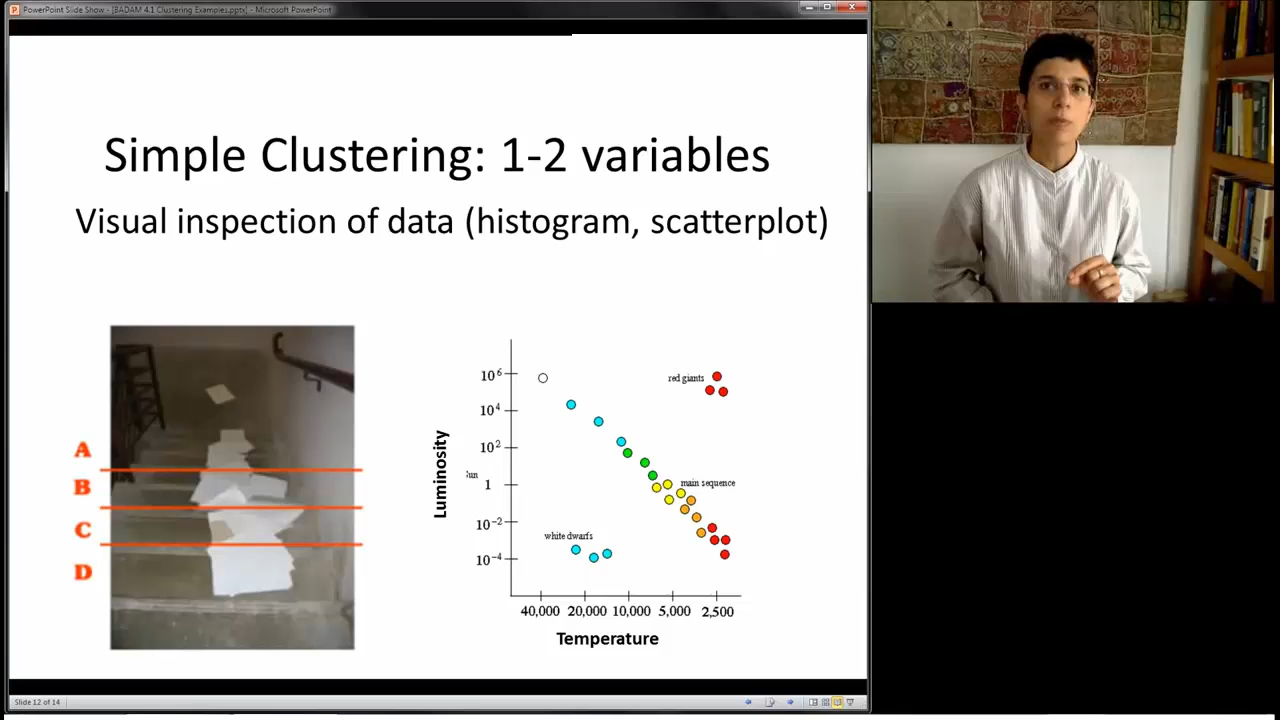 PowerPoint Slide Show - [BADAM 4.1 Clustering Examples.pptx] - Microsoft PowerPoint
Simple Clustering: 1-2 variables
Visual inspection of data (histogram, scatterplot)
A
B
C
D
Luminosity
10^6
10^4
10^2
1
10^-2
10^-4
red giants
main sequence
white dwarfs
40,000 20,000 10,000 5,000 2,500
Temperature
Slide 12 of 14